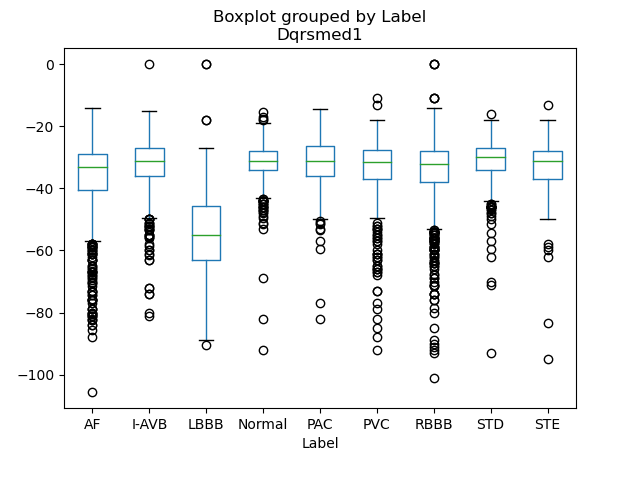 Boxplot grouped by Label
Dqrsmed1
0
−20
−40
−60
−80
−100
AF I-AVB LBBB Normal PAC PVC RBBB STD STE
Label